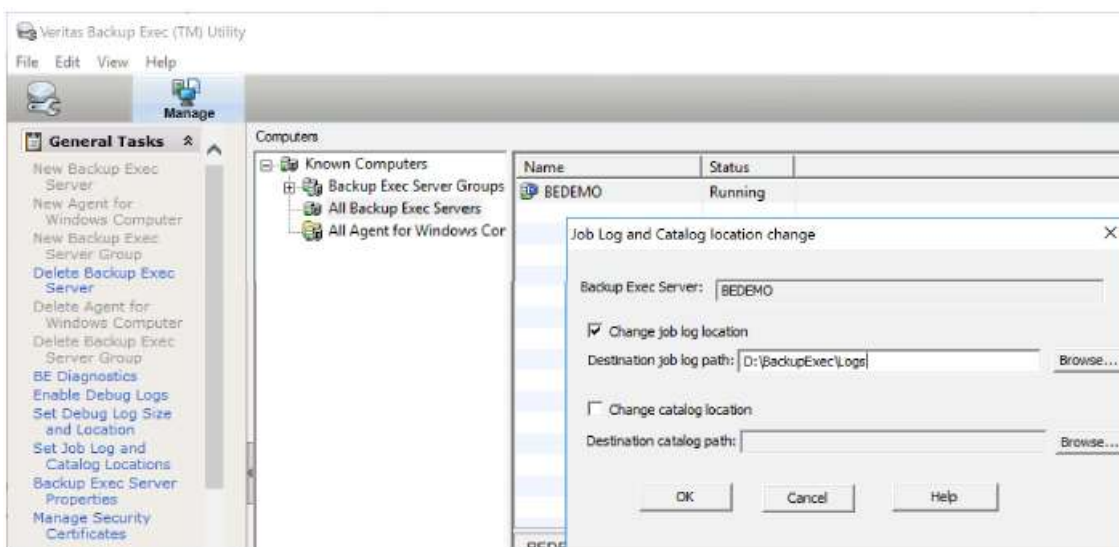 Veritas Backup Exec (TM) Utility
File Edit View Help
Manage
General Tasks
New Backup Exec
Server
New Agent for
Windows Computer
New Backup Exec
Server Group
Delete Backup Exec
Server
Delete Agent for
Windows Computer
Delete Backup Exec
Server Group
BE Diagnostics
Enable Debug Logs
Set Debug Log Size
and Location
Set Job Log and
Catalog Locations
Backup Exec Server
Properties
Manage Security
Certificates
Computers
Known Computers
Backup Exec Server Groups
All Backup Exec Servers
All Agent for Windows Cor
Name Status
BEDEMO Running
Job Log and Catalog location change
Backup Exec Server: BEDEMO
Change job log location
Destination job log path: D:\BackupExec\Logs Browse...
Change catalog location
Destination catalog path: Browse...
OK Cancel Help